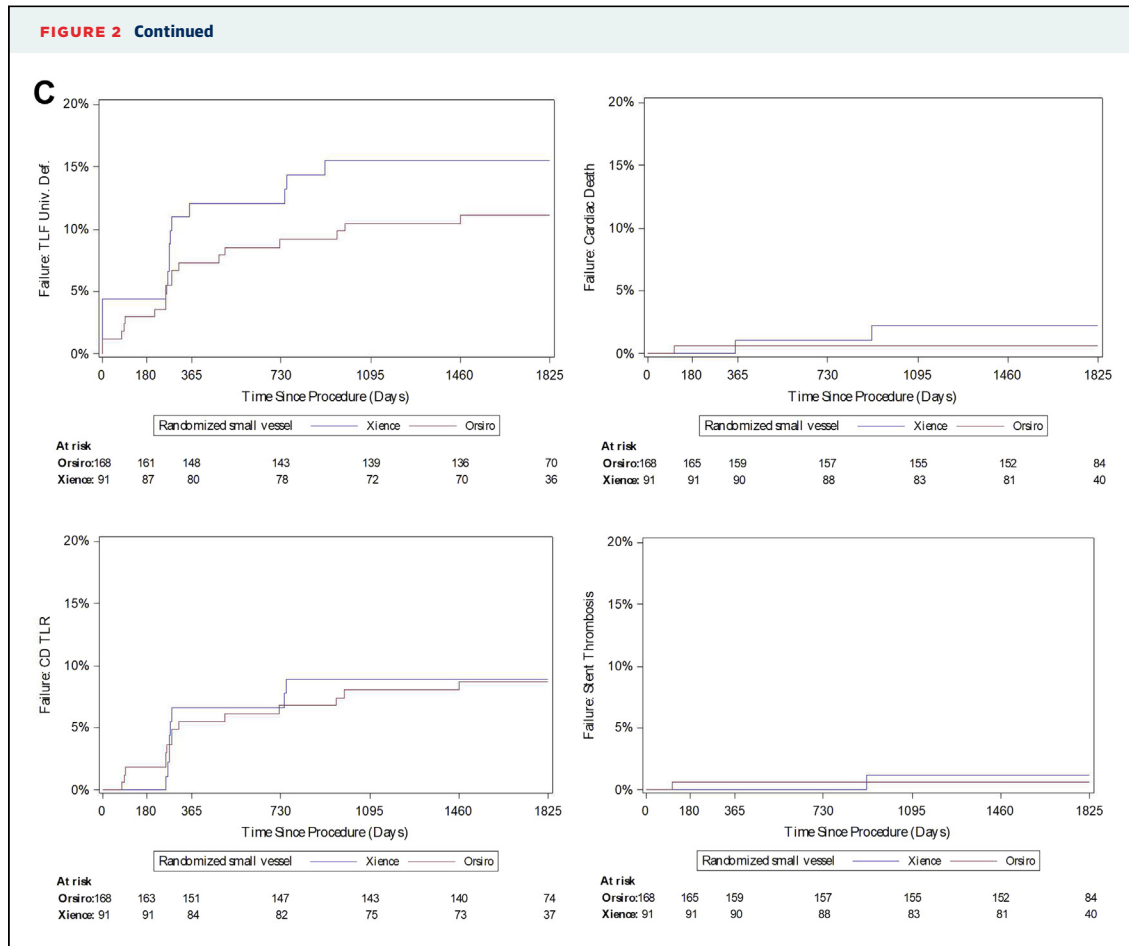 FIGURE 2 Continued
C
20%
15%
10%
5%
0%
Failure: TLF Univ. Def.
0 180 365 730 1095 1460 1825
Time Since Procedure (Days)
Randomized small vessel Xience Orsiro
At risk
Orsiro:168 161 148 143 139 136 70
Xience: 91 87 80 78 72 70 36
20%
15%
10%
5%
0%
Failure: Cardiac Death
0 180 365 730 1095 1460 1825
Time Since Procedure (Days)
Randomized small vessel Xience Orsiro
At risk
Orsiro:168 165 159 157 155 152 84
Xience: 91 91 90 88 83 81 40
20%
15%
10%
5%
0%
Failure: CD TLR
0 180 365 730 1095 1460 1825
Time Since Procedure (Days)
Randomized small vessel Xience Orsiro
At risk
Orsiro:168 163 151 147 143 140 74
Xience: 91 91 84 82 75 73 37
20%
15%
10%
5%
0%
Failure: Stent Thrombosis
0 180 365 730 1095 1460 1825
Time Since Procedure (Days)
Randomized small vessel Xience Orsiro
At risk
Orsiro:168 165 159 157 155 152 84
Xience: 91 91 90 88 83 81 40